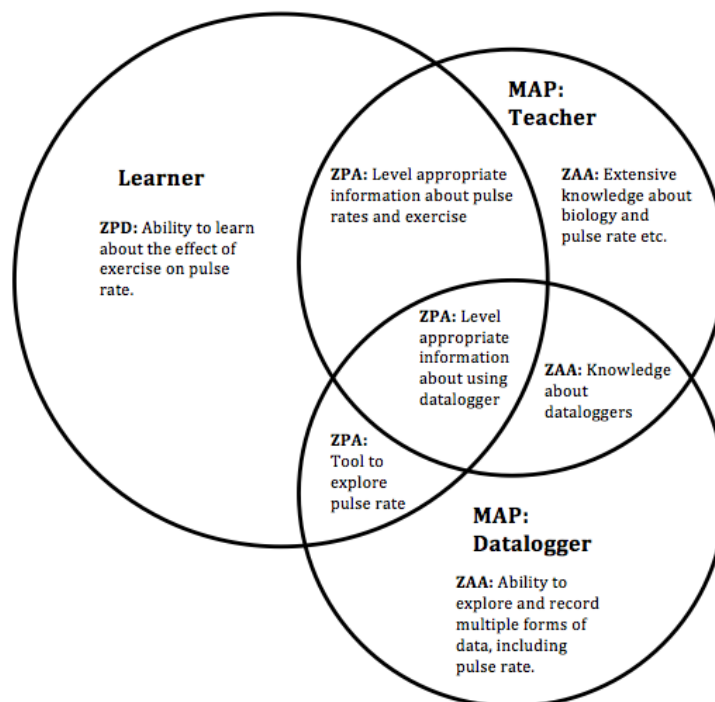 MAP:
Teacher
Learner
ZPD: Ability to learn
about the effect of
exercise on pulse
rate.
ZPA: Level appropriate
information about pulse
rates and exercise
ZAA: Extensive
knowledge about
biology and
pulse rate etc.
ZPA: Level
appropriate
information
about using
datalogger
ZAA: Knowledge
about
dataloggers
ZPA:
Tool to
explore
pulse rate
MAP:
Datalogger
ZAA: Ability to
explore and record
multiple forms of
data, including
pulse rate.